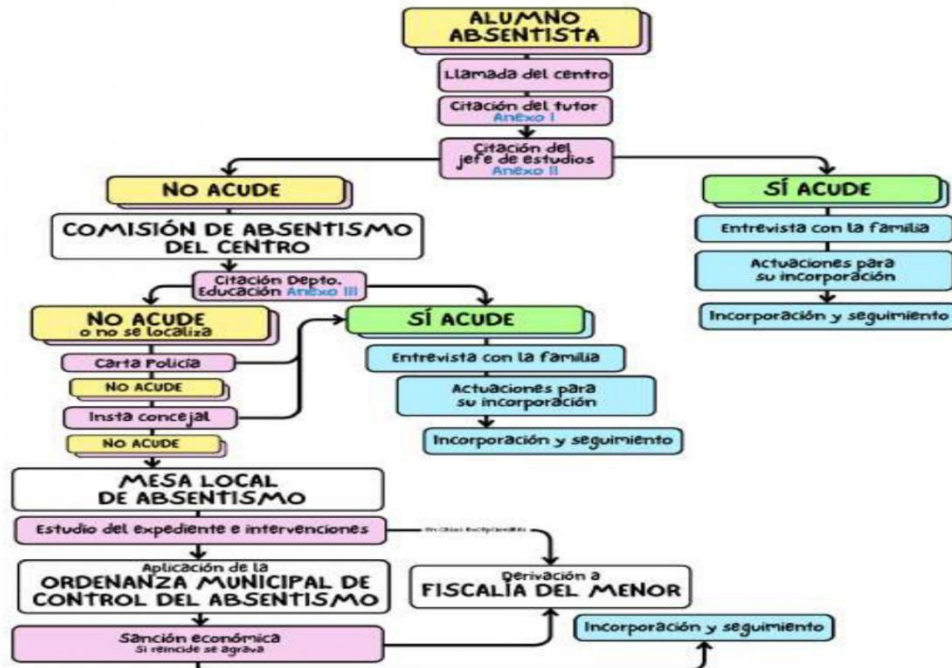 ALUMNO
ABSENTISTA
Llamada del centro
Citación del tutor
Anexo I
Citación del
jefe de estudios
Anexo II
NO ACUDE
COMISIÓN DE ABSENTISMO
DEL CENTRO
Citación Depto.
Educación Anexo III
SÍ ACUDE
Entrevista con la familia
Actuaciones para
su incorporación
Incorporación y seguimiento
NO ACUDE
o no se localiza
Carta Policía
NO ACUDE
Insta concejal
NO ACUDE
SÍ ACUDE
Entrevista con la familia
Actuaciones para
su incorporación
Incorporación y seguimiento
MESA LOCAL
DE ABSENTISMO
Estudio del expediente e intervenciones
en casos excepcionales
Aplicación de la
ORDENANZA MUNICIPAL DE
CONTROL DEL ABSENTISMO
Derivación a
FISCALÍA DEL MENOR
Sanción económica
Si reincide se agrava
Incorporación y seguimiento